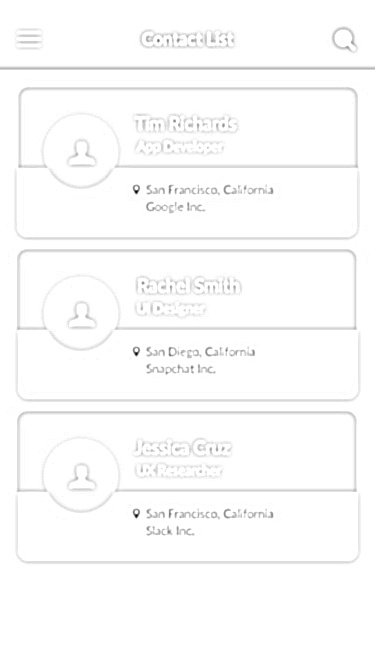 Contact List
Tim Richards
App Developer
San Francisco, California
Google Inc.
Rachel Smith
UI Designer
San Diego, California
Snapchat Inc.
Jessica Cruz
UX Researcher
San Francisco, California
Slack Inc.